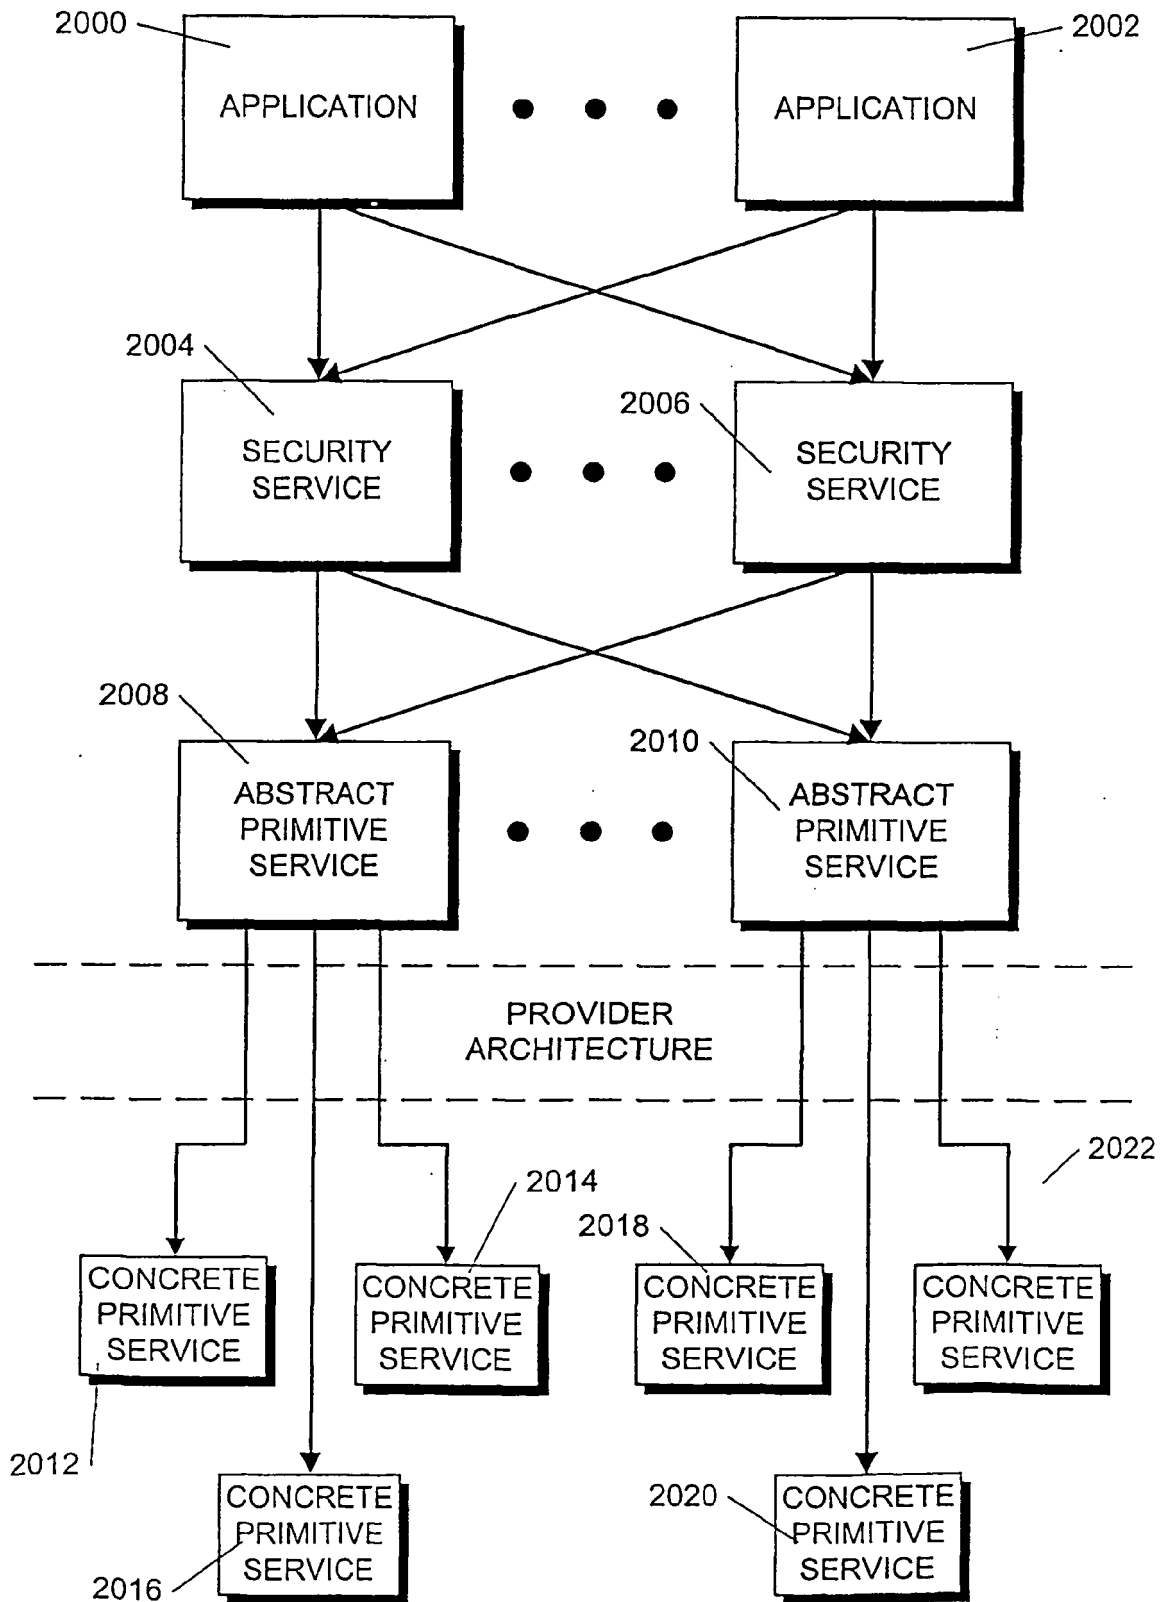 2000
2002
APPLICATION
APPLICATION
2004
2006
SECURITY
SERVICE
SECURITY
SERVICE
2008
2010
ABSTRACT
PRIMITIVE
SERVICE
ABSTRACT
PRIMITIVE
SERVICE
PROVIDER
ARCHITECTURE
2014
2018
2022
CONCRETE
PRIMITIVE
SERVICE
CONCRETE
PRIMITIVE
SERVICE
CONCRETE
PRIMITIVE
SERVICE
CONCRETE
PRIMITIVE
SERVICE
2012
2016
CONCRETE
PRIMITIVE
SERVICE
2020
CONCRETE
PRIMITIVE
SERVICE